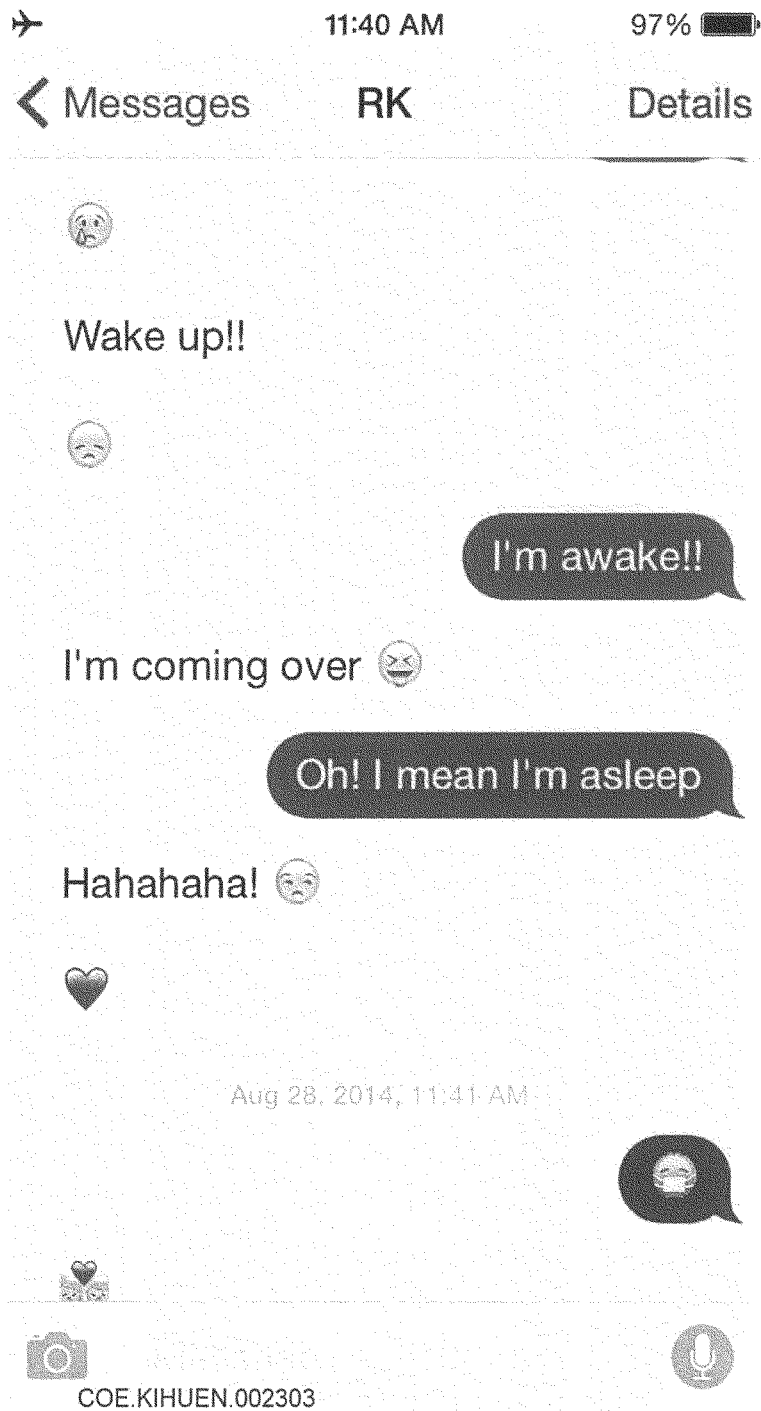 11:40 AM 97%
Messages RK Details
😢
Wake up!!
😞
I'm awake!!
I'm coming over 😆
Oh! I mean I'm asleep
Hahahaha! 😒
❤
Aug 28, 2014, 11:41 AM
😷
💏
COE.KIHUEN.002303